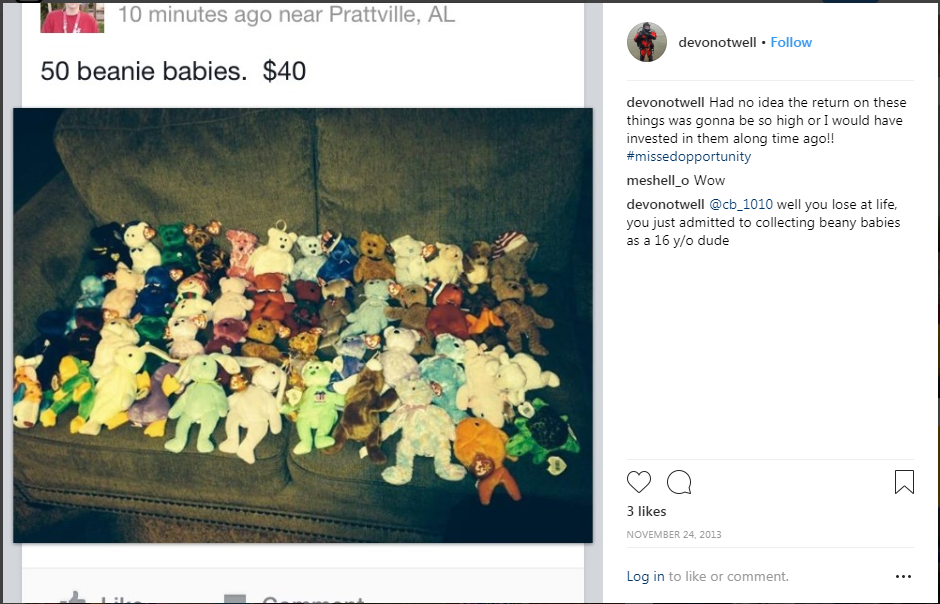 10 minutes ago near Prattville, AL
50 beanie babies. $40
Like
Comment
devonotwell • Follow
devonotwell Had no idea the return on these
things was gonna be so high or I would have
invested in them along time ago!!
#missedopportunity
meshell_o Wow
devonotwell @cb_1010 well you lose at life,
you just admitted to collecting beany babies
as a 16 y/o dude
3 likes
NOVEMBER 24, 2013
Log in to like or comment.